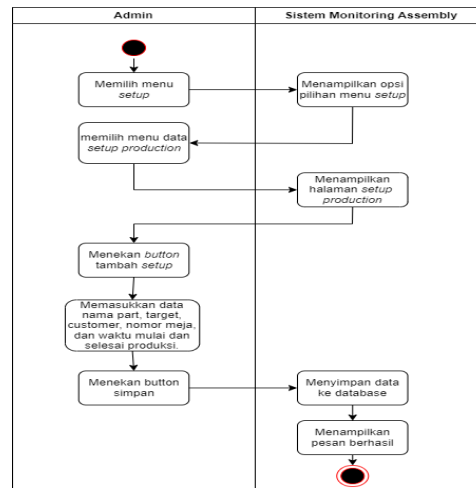 Admin
Sistem Monitoring Assembly
Memilih menu
setup
Menampilkan opsi
pilihan menu setup
memilih menu data
setup production
Menampilkan
halaman setup
production
Menekan button
tambah setup
Memasukkan data
nama part, target,
customer, nomor meja,
dan waktu mulai dan
selesai produksi.
Menekan button
simpan
Menyimpan data
ke database
Menampilkan
pesan berhasil